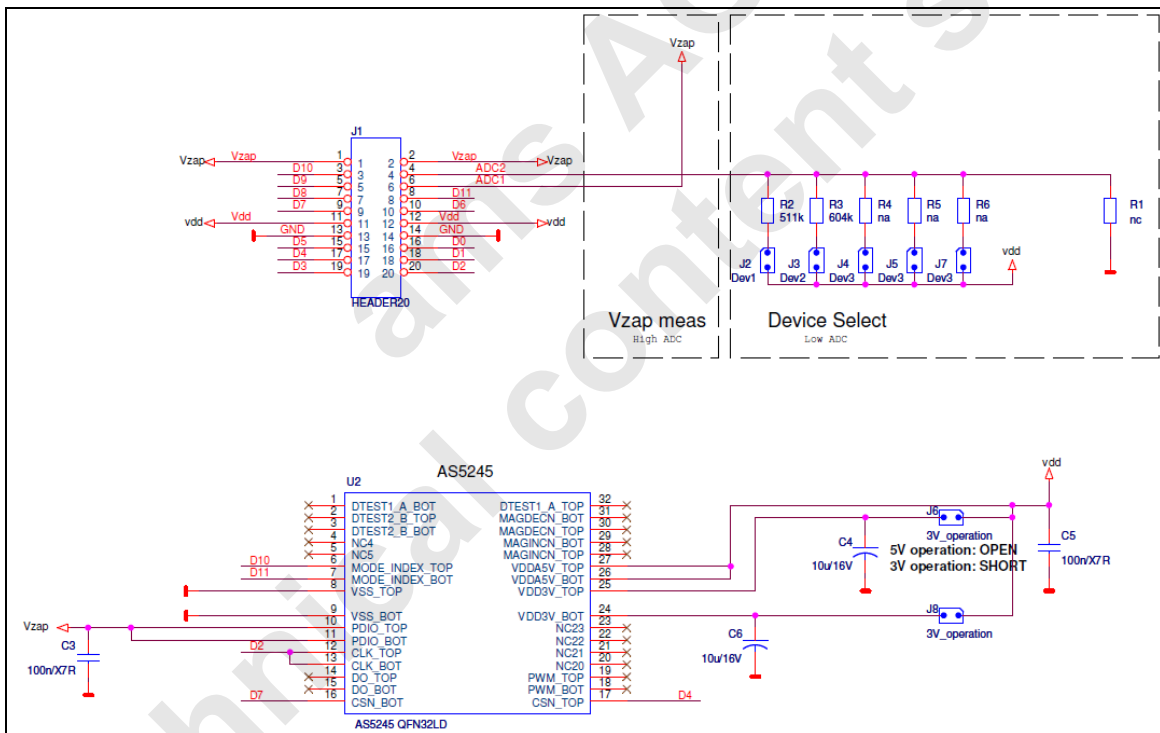 Vzap
J1
Vzap Vzap 1 1 2 2 Vzap Vzap
D10 3 3 4 4 ADC2
D9 5 5 6 6 ADC1
D8 7 7 8 8 D11
D7 9 9 10 10 D6
vdd Vdd 11 11 12 12 Vdd vdd
GND 13 13 14 14 GND
D5 15 15 16 16 D0
D4 17 17 18 18 D1
D3 19 19 20 20 D2
HEADER20
R2 R3 R4 R5 R6 R1
511k 604k na na na nc
J2 J3 J4 J5 J7 vdd
Dev1 Dev2 Dev3 Dev3 Dev3
Vzap meas
High ADC
Device Select
Low ADC
AS5245
U2
1 DTEST1_A_BOT DTEST1_A_TOP 32
2 DTEST2_B_TOP MAGDECN_BOT 31
3 DTEST2_B_BOT MAGDECN_TOP 30
4 NC4 MAGINCN_BOT 29
5 NC5 MAGINCN_TOP 28
D10 6 MODE_INDEX_TOP VDDA5V_TOP 27
D11 7 MODE_INDEX_BOT VDDA5V_BOT 26
8 VSS_TOP VDD3V_TOP 25
9 VSS_BOT VDD3V_BOT 24
Vzap 10 PDIO_TOP NC23 23
11 PDIO_BOT NC22 22
D2 12 CLK_TOP NC21 21
13 CLK_BOT NC20 20
14 DO_TOP PWM_TOP 19
15 DO_BOT PWM_BOT 18
D7 16 CSN_BOT CSN_TOP 17 D4
AS5245 QFN32LD
C3
100n/X7R
vdd
J6
3V_operation
C4
10u/16V
5V operation: OPEN
3V operation: SHORT
C5
100n/X7R
J8
3V_operation
C6
10u/16V
ams AG
technical content s